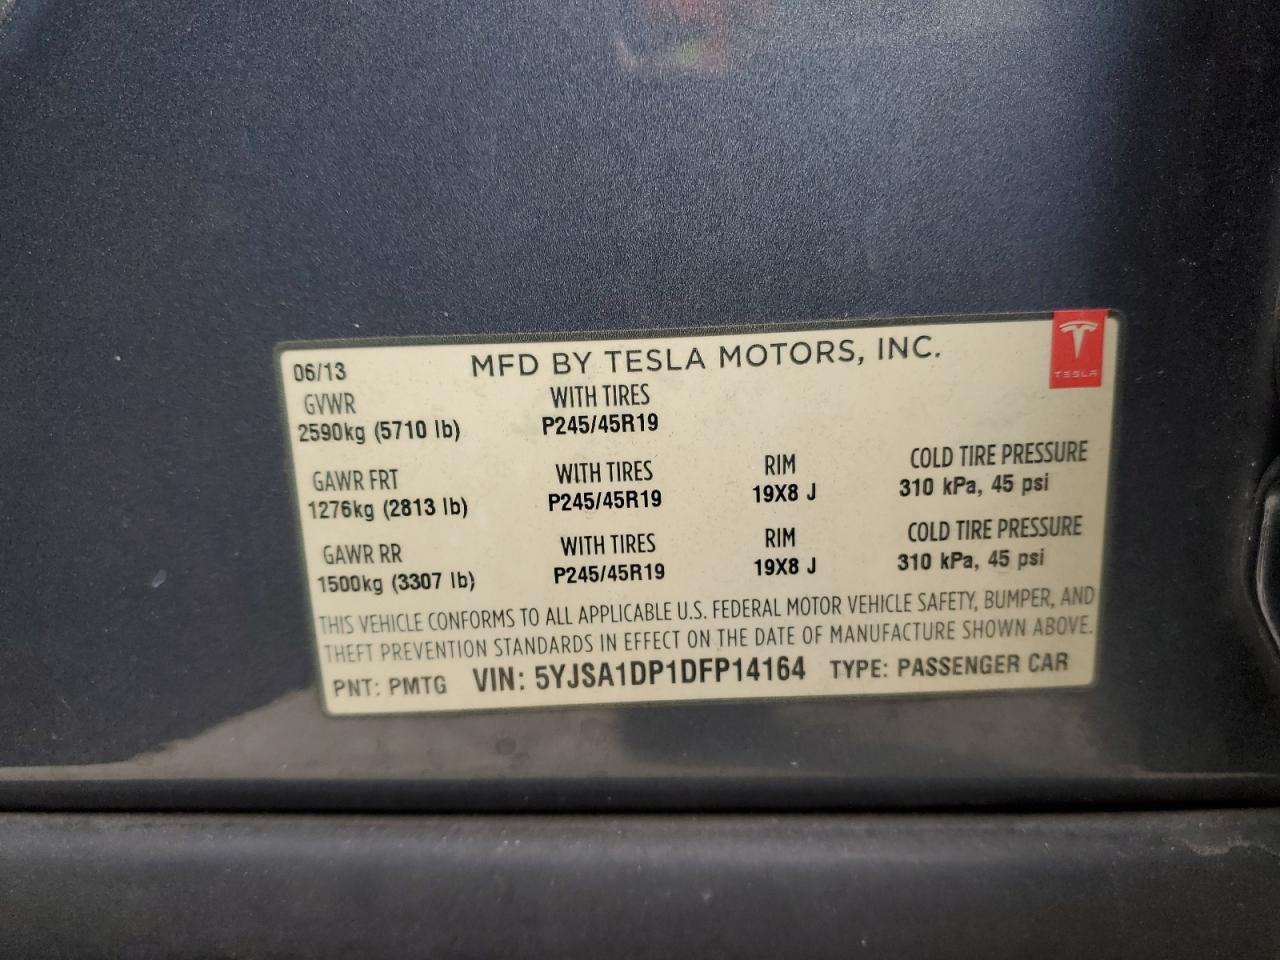 06/13 MFD BY TESLA MOTORS, INC.
TESLA
GVWR WITH TIRES
2590kg (5710 lb) P245/45R19
GAWR FRT WITH TIRES RIM COLD TIRE PRESSURE
1276kg (2813 lb) P245/45R19 19X8 J 310 kPa, 45 psi
GAWR RR WITH TIRES RIM COLD TIRE PRESSURE
1500kg (3307 lb) P245/45R19 19X8 J 310 kPa, 45 psi
THIS VEHICLE CONFORMS TO ALL APPLICABLE U.S. FEDERAL MOTOR VEHICLE SAFETY, BUMPER, AND
THEFT PREVENTION STANDARDS IN EFFECT ON THE DATE OF MANUFACTURE SHOWN ABOVE.
PNT: PMTG VIN: 5YJSA1DP1DFP14164 TYPE: PASSENGER CAR